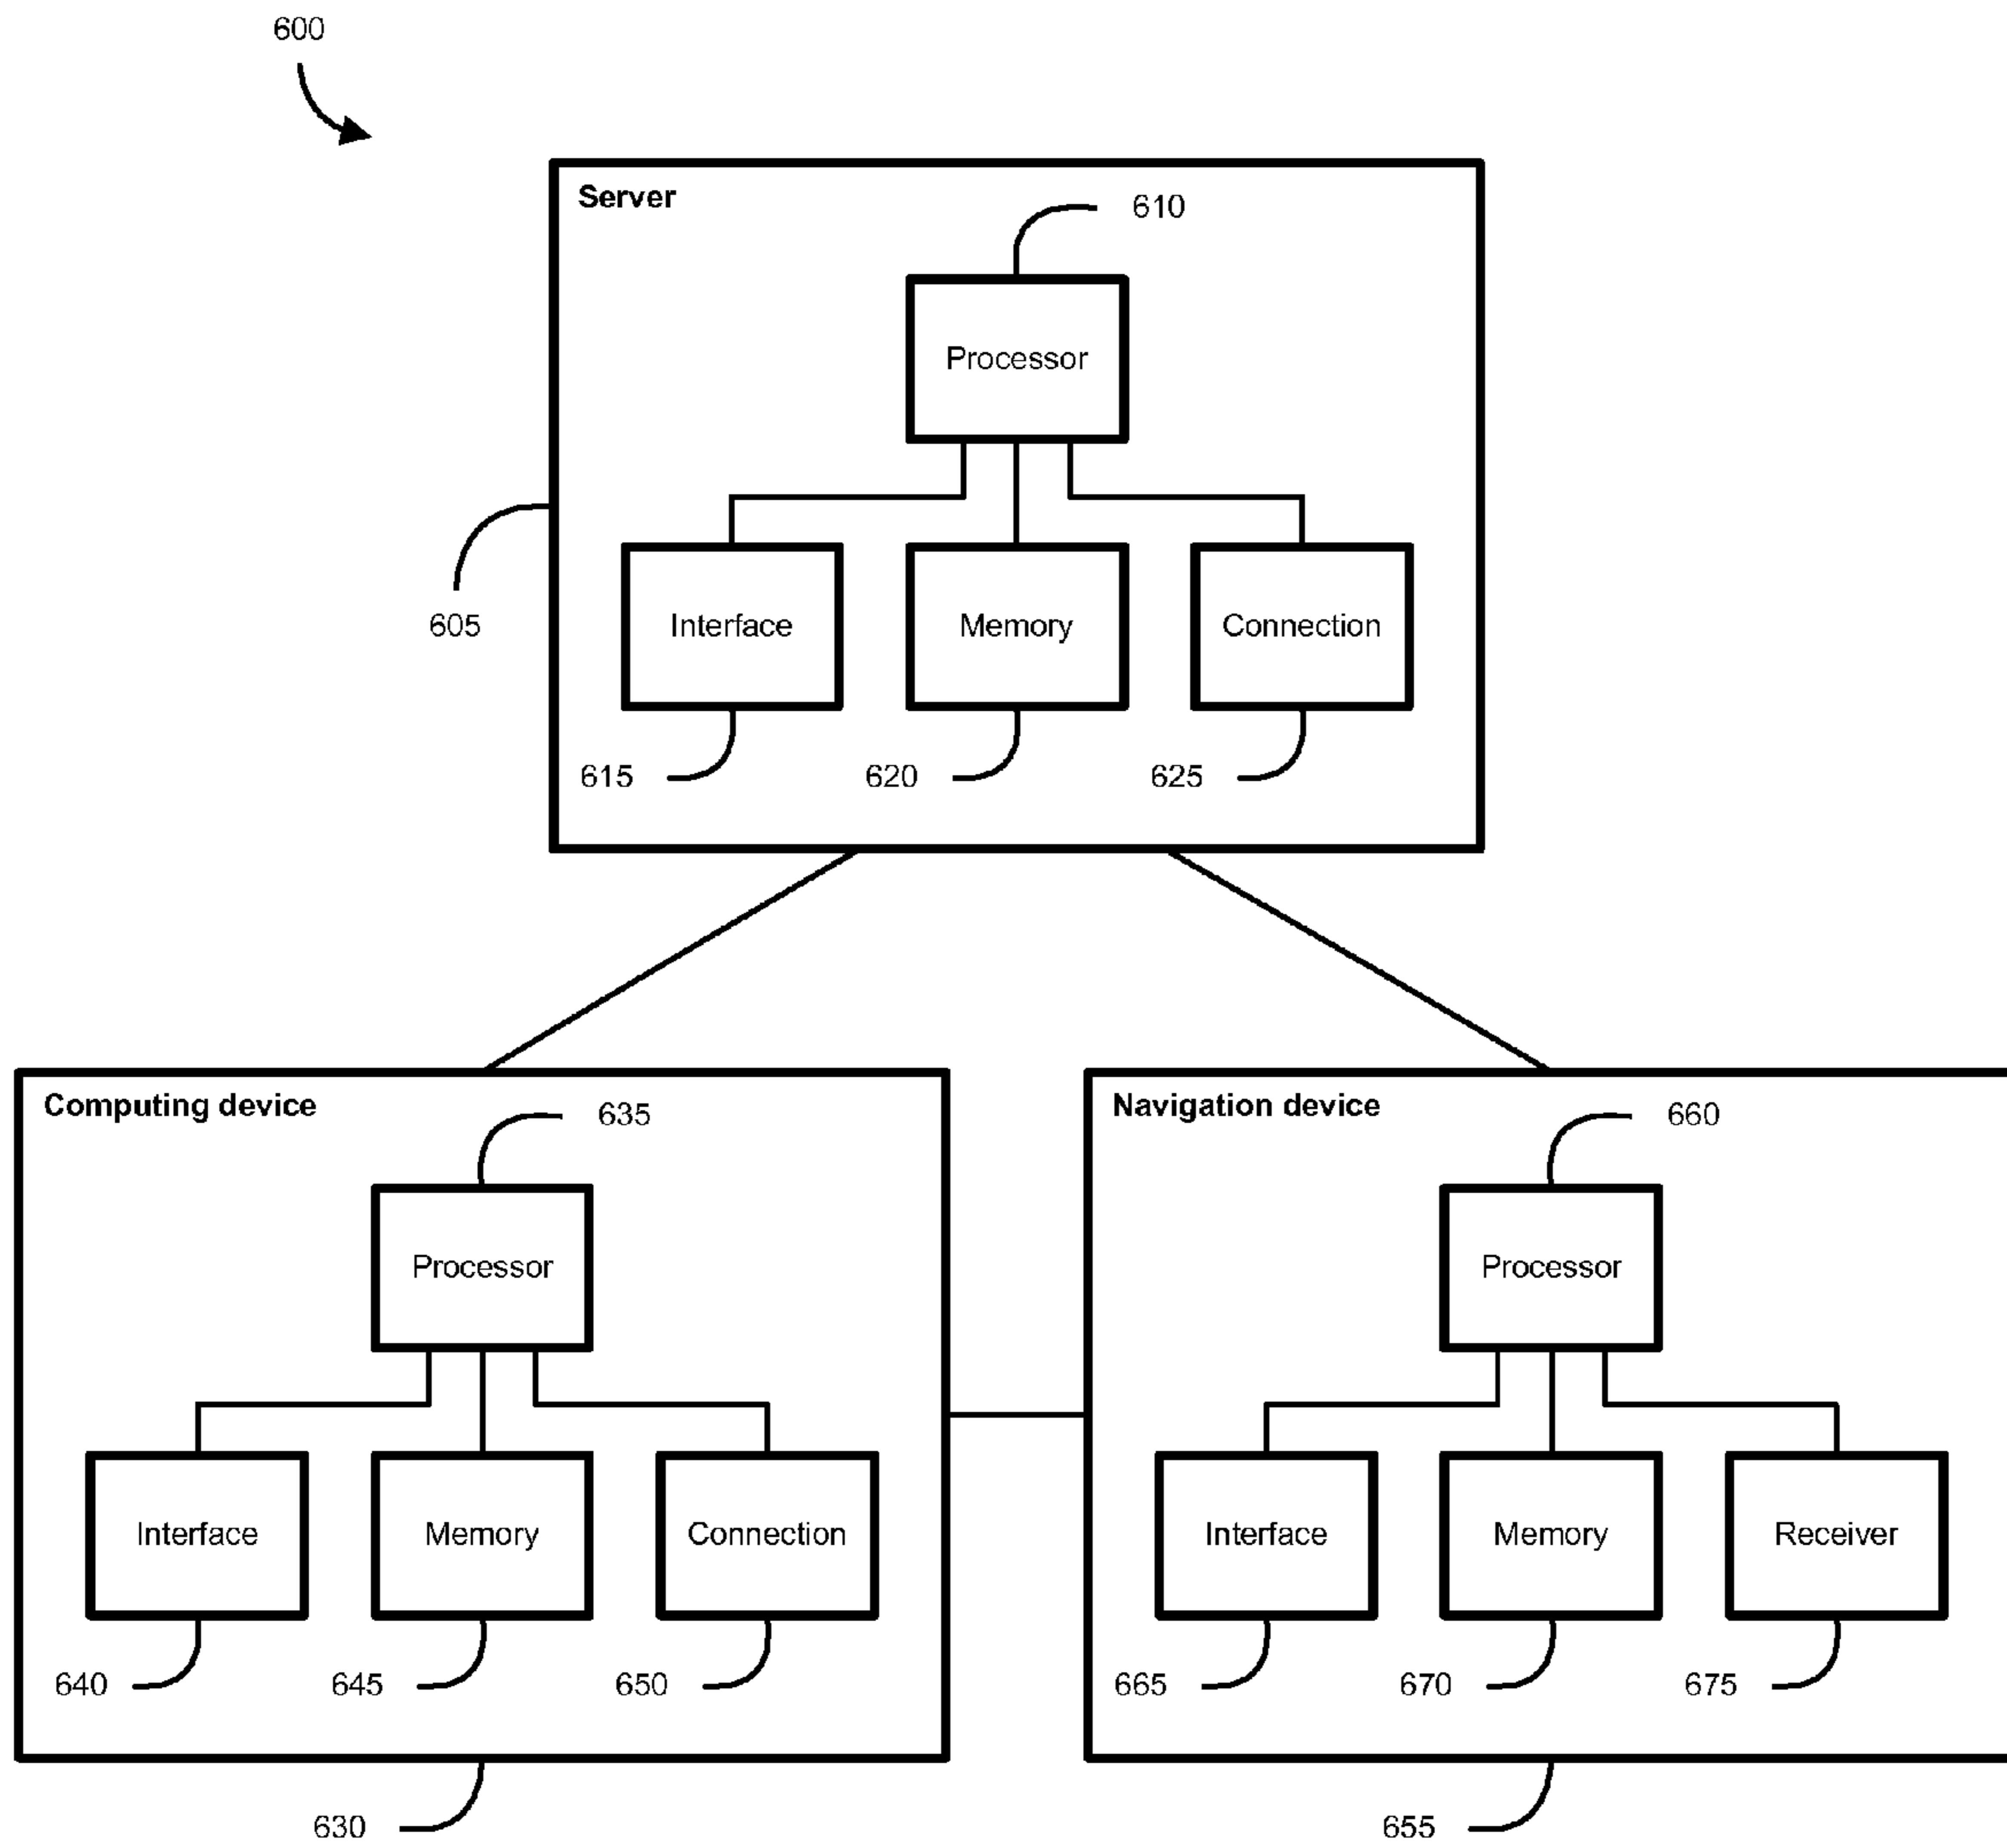 600
Server
610
Processor
605
Interface
Memory
Connection
615
620
625
Computing device
635
Processor
Interface
Memory
Connection
640
645
650
630
Navigation device
660
Processor
Interface
Memory
Receiver
665
670
675
655